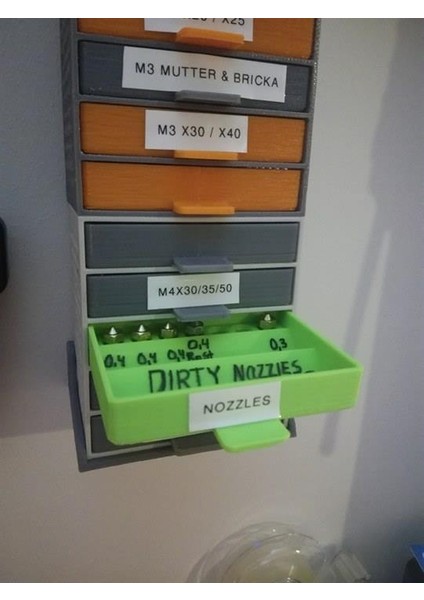 X25
M3 MUTTER & BRICKA
M3 X30 / X40
M4X30/35/50
0,4 0,4 0,4 0,4 0,3
Rost
DIRTY NOZZLES
NOZZLES